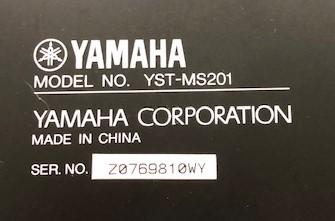 YAMAHA
MODEL NO. YST-MS201
YAMAHA CORPORATION
MADE IN CHINA
SER. NO. Z0769810WY